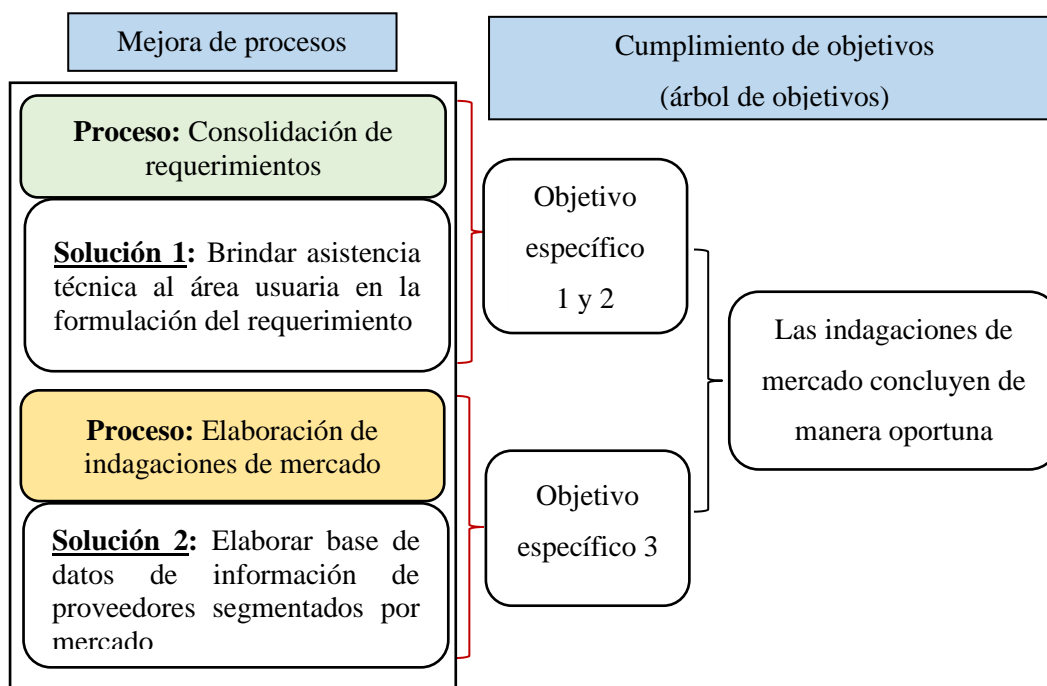 Mejora de procesos
Cumplimiento de objetivos
(árbol de objetivos)
Proceso: Consolidación de
requerimientos
Solución 1: Brindar asistencia
técnica al área usuaria en la
formulación del requerimiento
Objetivo
específico
1 y 2
Las indagaciones de
mercado concluyen de
manera oportuna
Proceso: Elaboración de
indagaciones de mercado
Solución 2: Elaborar base de
datos de información de
proveedores segmentados por
mercado
Objetivo
específico 3